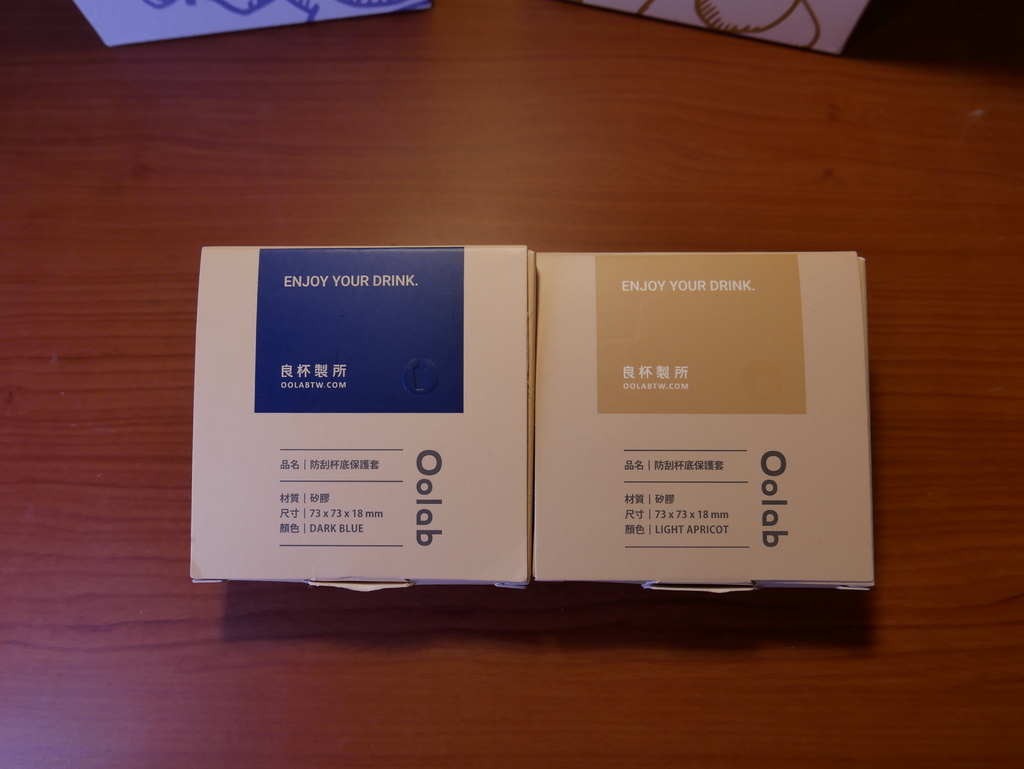 ENJOY YOUR DRINK.
良杯製所
OOLABTW.COM
品名｜防刮杯底保護套
材質｜矽膠
尺寸｜73 x 73 x 18 mm
顏色｜DARK BLUE
Oolab
ENJOY YOUR DRINK.
良杯製所
OOLABTW.COM
品名｜防刮杯底保護套
材質｜矽膠
尺寸｜73 x 73 x 18 mm
顏色｜LIGHT APRICOT
Oolab